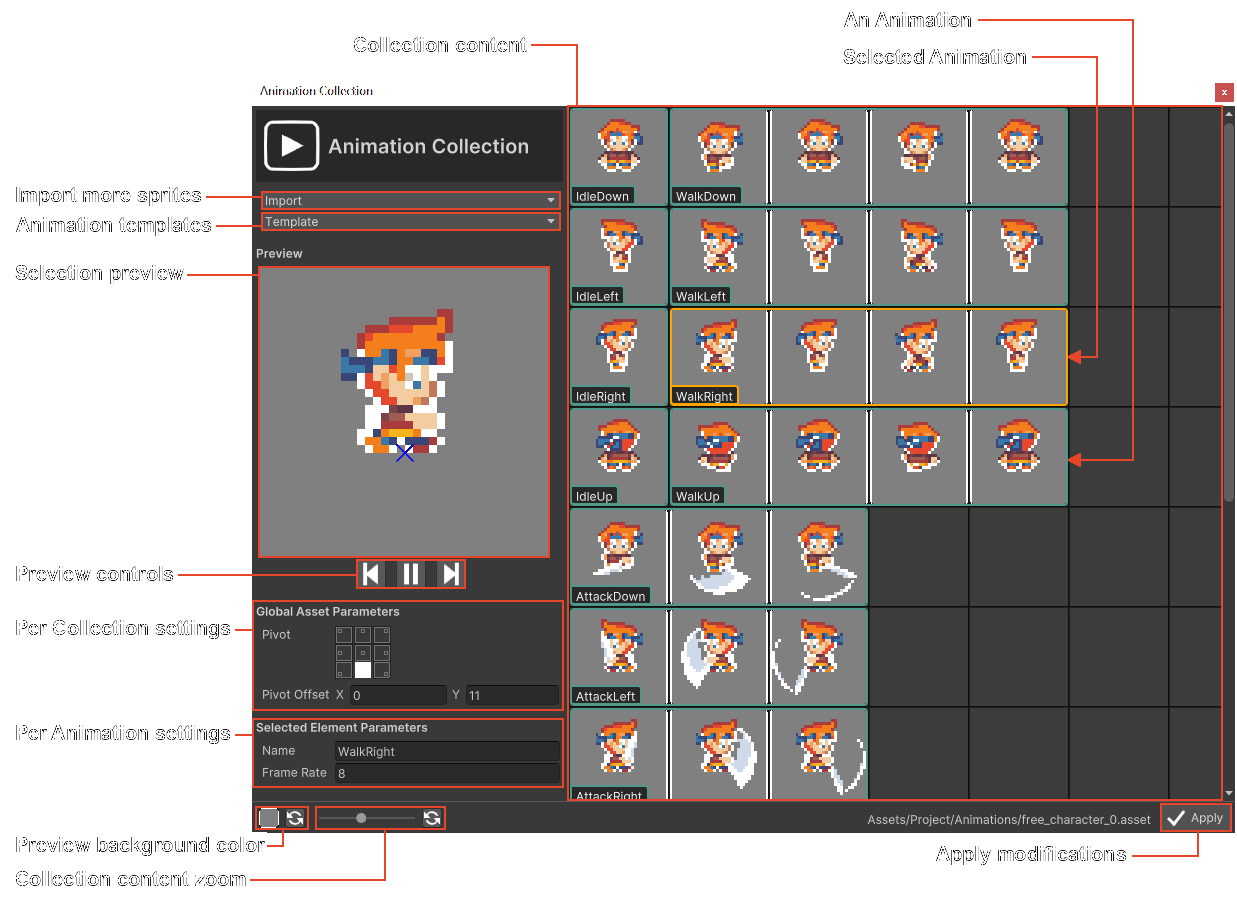 An Animation
Collection content
Selected Animation
Animation Collection
x
Animation Collection
Import more sprites
Import
Animation templates
Template
Preview
Selection preview
IdleDown
WalkDown
IdleLeft
WalkLeft
IdleRight
WalkRight
IdleUp
WalkUp
AttackDown
AttackLeft
AttackRight
Preview controls
Global Asset Parameters
Per Collection settings
Pivot
Pivot Offset X 0 Y 11
Per Animation settings
Selected Element Parameters
Name WalkRight
Frame Rate 8
Assets/Project/Animations/free_character_0.asset
Apply
Preview background color
Apply modifications
Collection content zoom